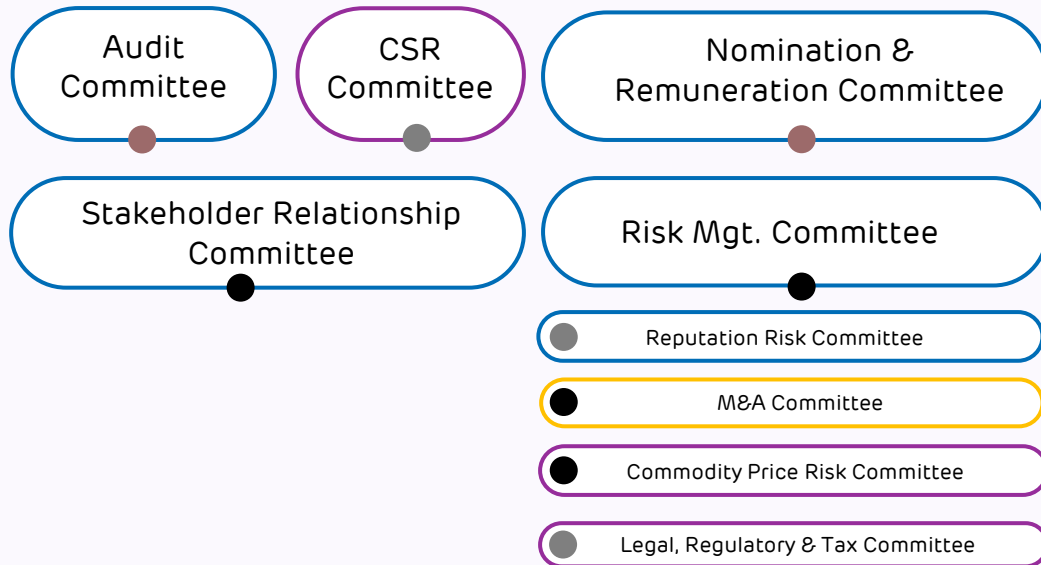 Audit
Committee
CSR
Committee
Nomination &
Remuneration Committee
Stakeholder Relationship
Committee
Risk Mgt. Committee
Reputation Risk Committee
M&A Committee
Commodity Price Risk Committee
Legal, Regulatory & Tax Committee